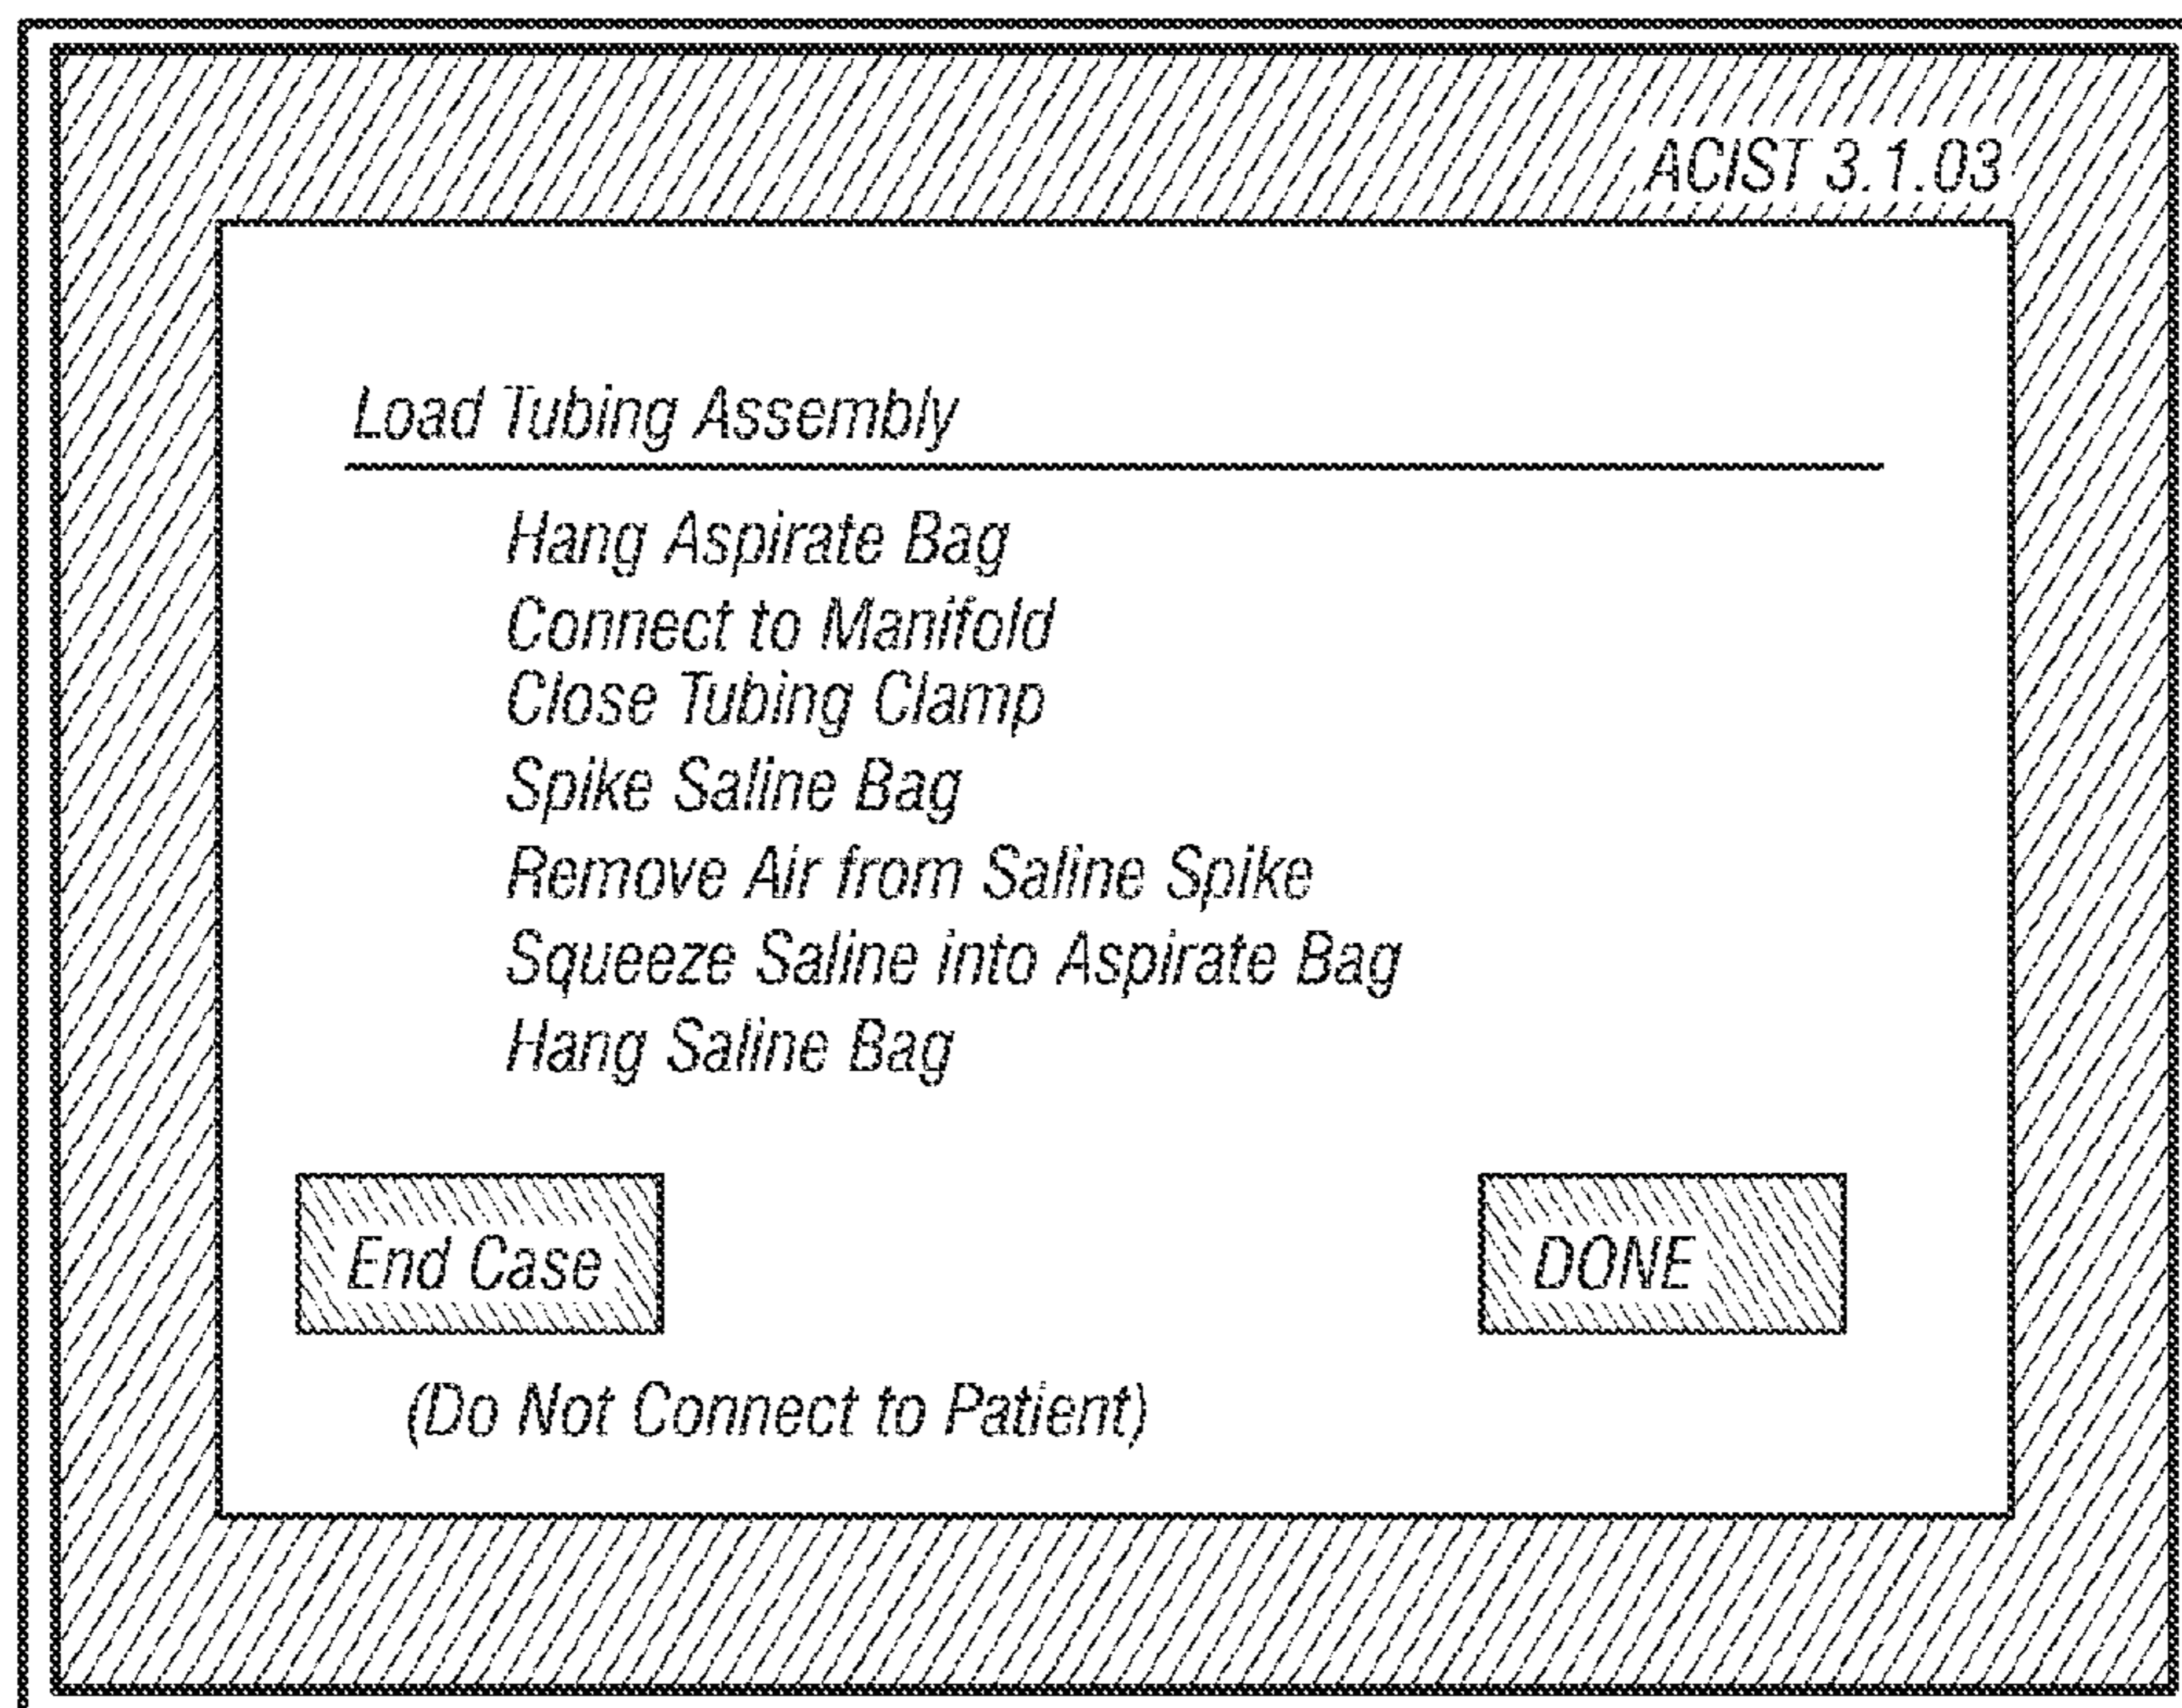 ACIST 3.1.03
Load Tubing Assembly
Hang Aspirate Bag
Connect to Manifold
Close Tubing Clamp
Spike Saline Bag
Remove Air from Saline Spike
Squeeze Saline into Aspirate Bag
Hang Saline Bag
End Case
DONE
(Do Not Connect to Patient)